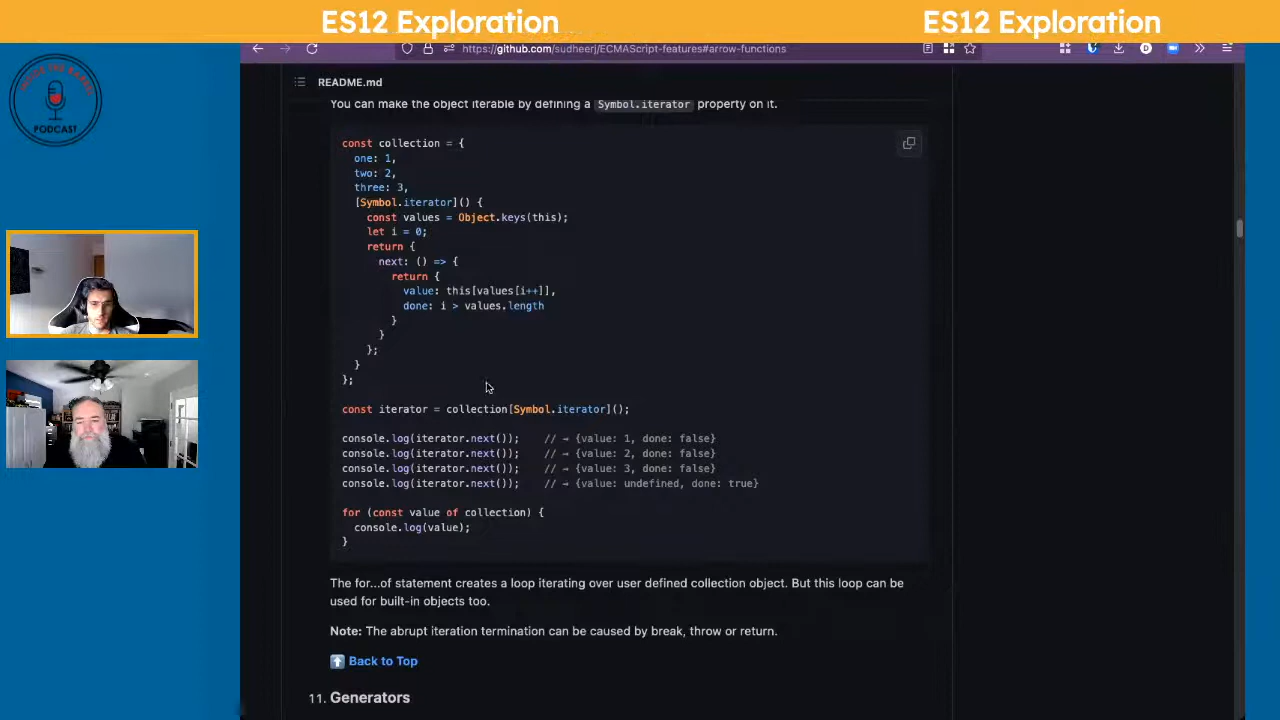 ES12 Exploration
ES12 Exploration
https://github.com/sudheerj/ECMAScript-features#arrow-functions
PODCAST
README.md
You can make the object iterable by defining a Symbol.iterator property on it.
const collection = {
one: 1,
two: 2,
three: 3,
[Symbol.iterator]() {
const values = Object.keys(this);
let i = 0;
return {
next: () => {
return {
value: this[values[i++]],
done: i > values.length
}
}
};
}
};
const iterator = collection[Symbol.iterator]();
console.log(iterator.next());    // → {value: 1, done: false}
console.log(iterator.next());    // → {value: 2, done: false}
console.log(iterator.next());    // → {value: 3, done: false}
console.log(iterator.next());    // → {value: undefined, done: true}
for (const value of collection) {
console.log(value);
}
The for...of statement creates a loop iterating over user defined collection object. But this loop can be
used for built-in objects too.
Note: The abrupt iteration termination can be caused by break, throw or return.
Back to Top
11. Generators